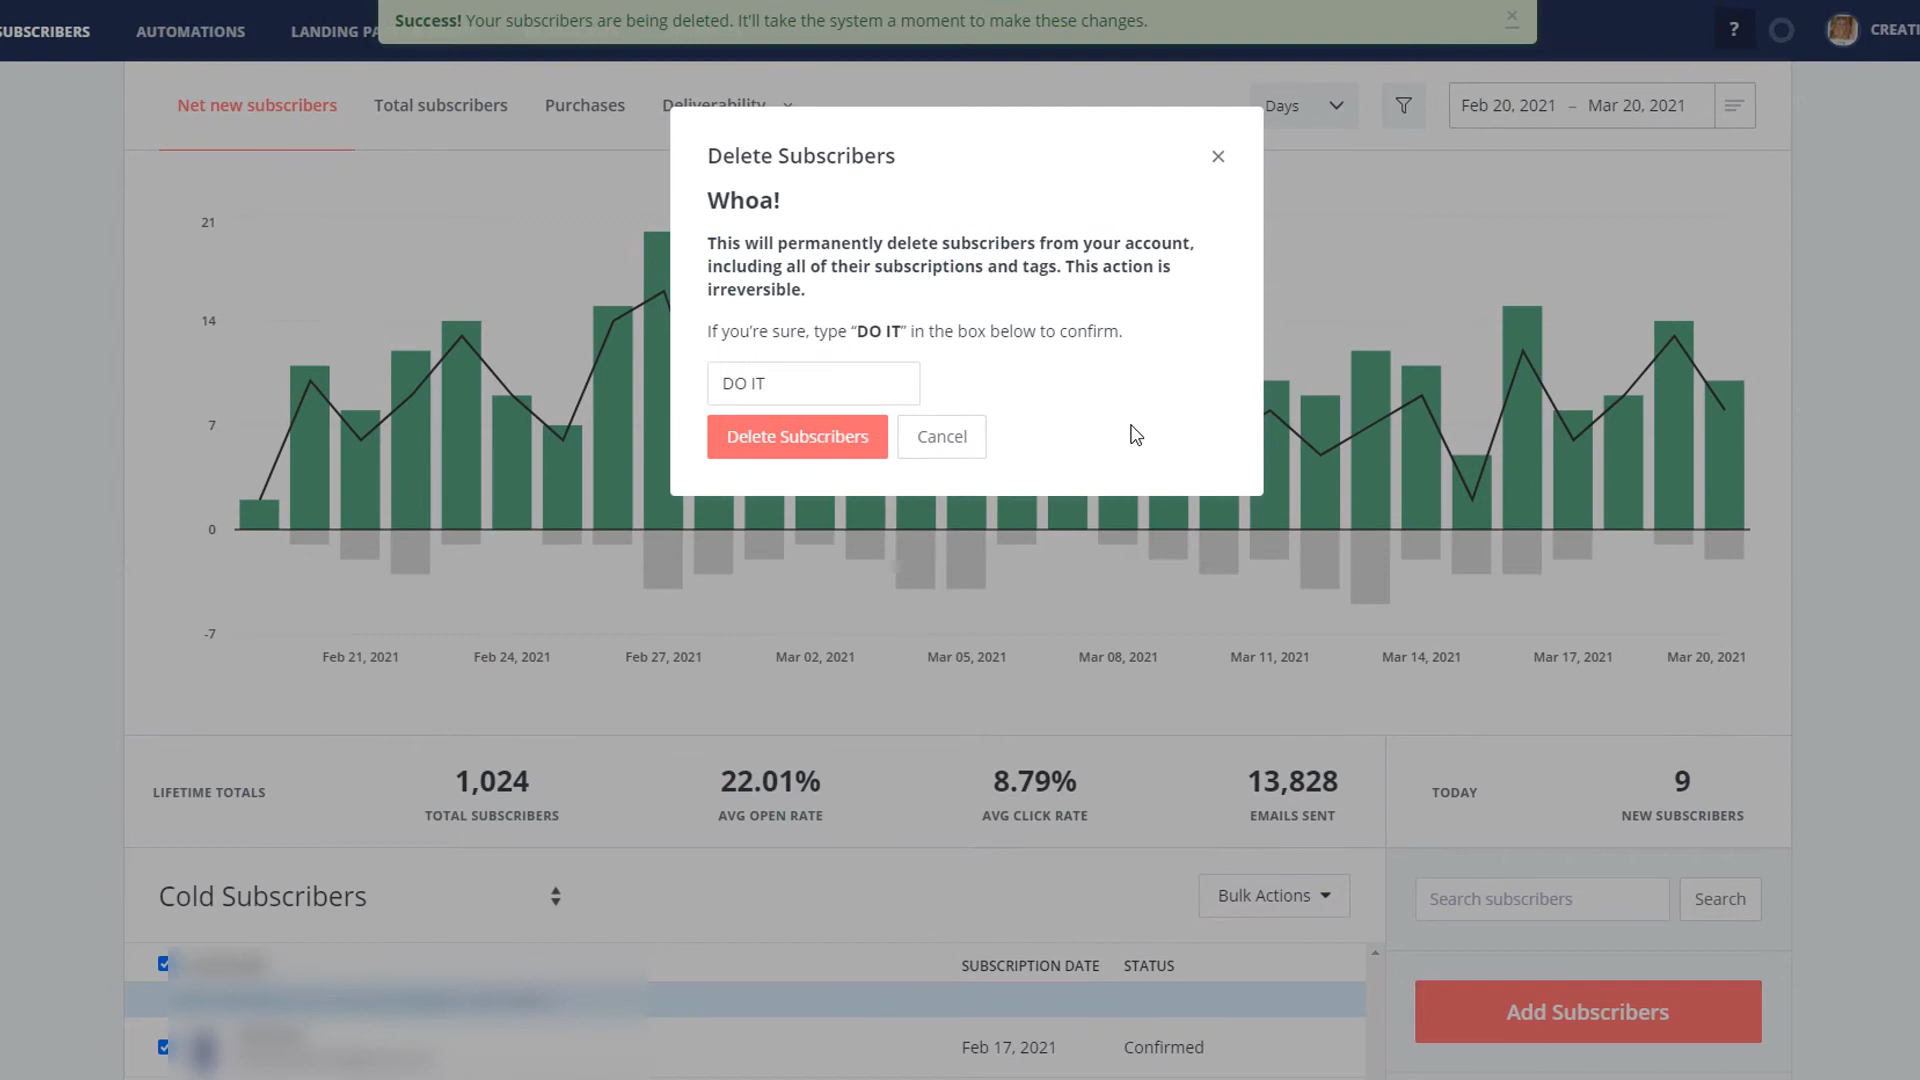 Success! Your subscribers are being deleted. It'll take the system a moment to make these changes.
SUBSCRIBERS
AUTOMATIONS
LANDING PA
?
CREATI
Net new subscribers
Total subscribers
Purchases
Deliverability
Days
Feb 20, 2021 – Mar 20, 2021
Delete Subscribers
Whoa!
This will permanently delete subscribers from your account,
including all of their subscriptions and tags. This action is
irreversible.
If you're sure, type “DO IT” in the box below to confirm.
DO IT
Delete Subscribers
Cancel
21
14
7
0
-7
Feb 21, 2021
Feb 24, 2021
Feb 27, 2021
Mar 02, 2021
Mar 05, 2021
Mar 08, 2021
Mar 11, 2021
Mar 14, 2021
Mar 17, 2021
Mar 20, 2021
LIFETIME TOTALS
1,024
TOTAL SUBSCRIBERS
22.01%
AVG OPEN RATE
8.79%
AVG CLICK RATE
13,828
EMAILS SENT
TODAY
9
NEW SUBSCRIBERS
Cold Subscribers
Bulk Actions
Search subscribers
Search
SUBSCRIPTION DATE
STATUS
Add Subscribers
Feb 17, 2021
Confirmed